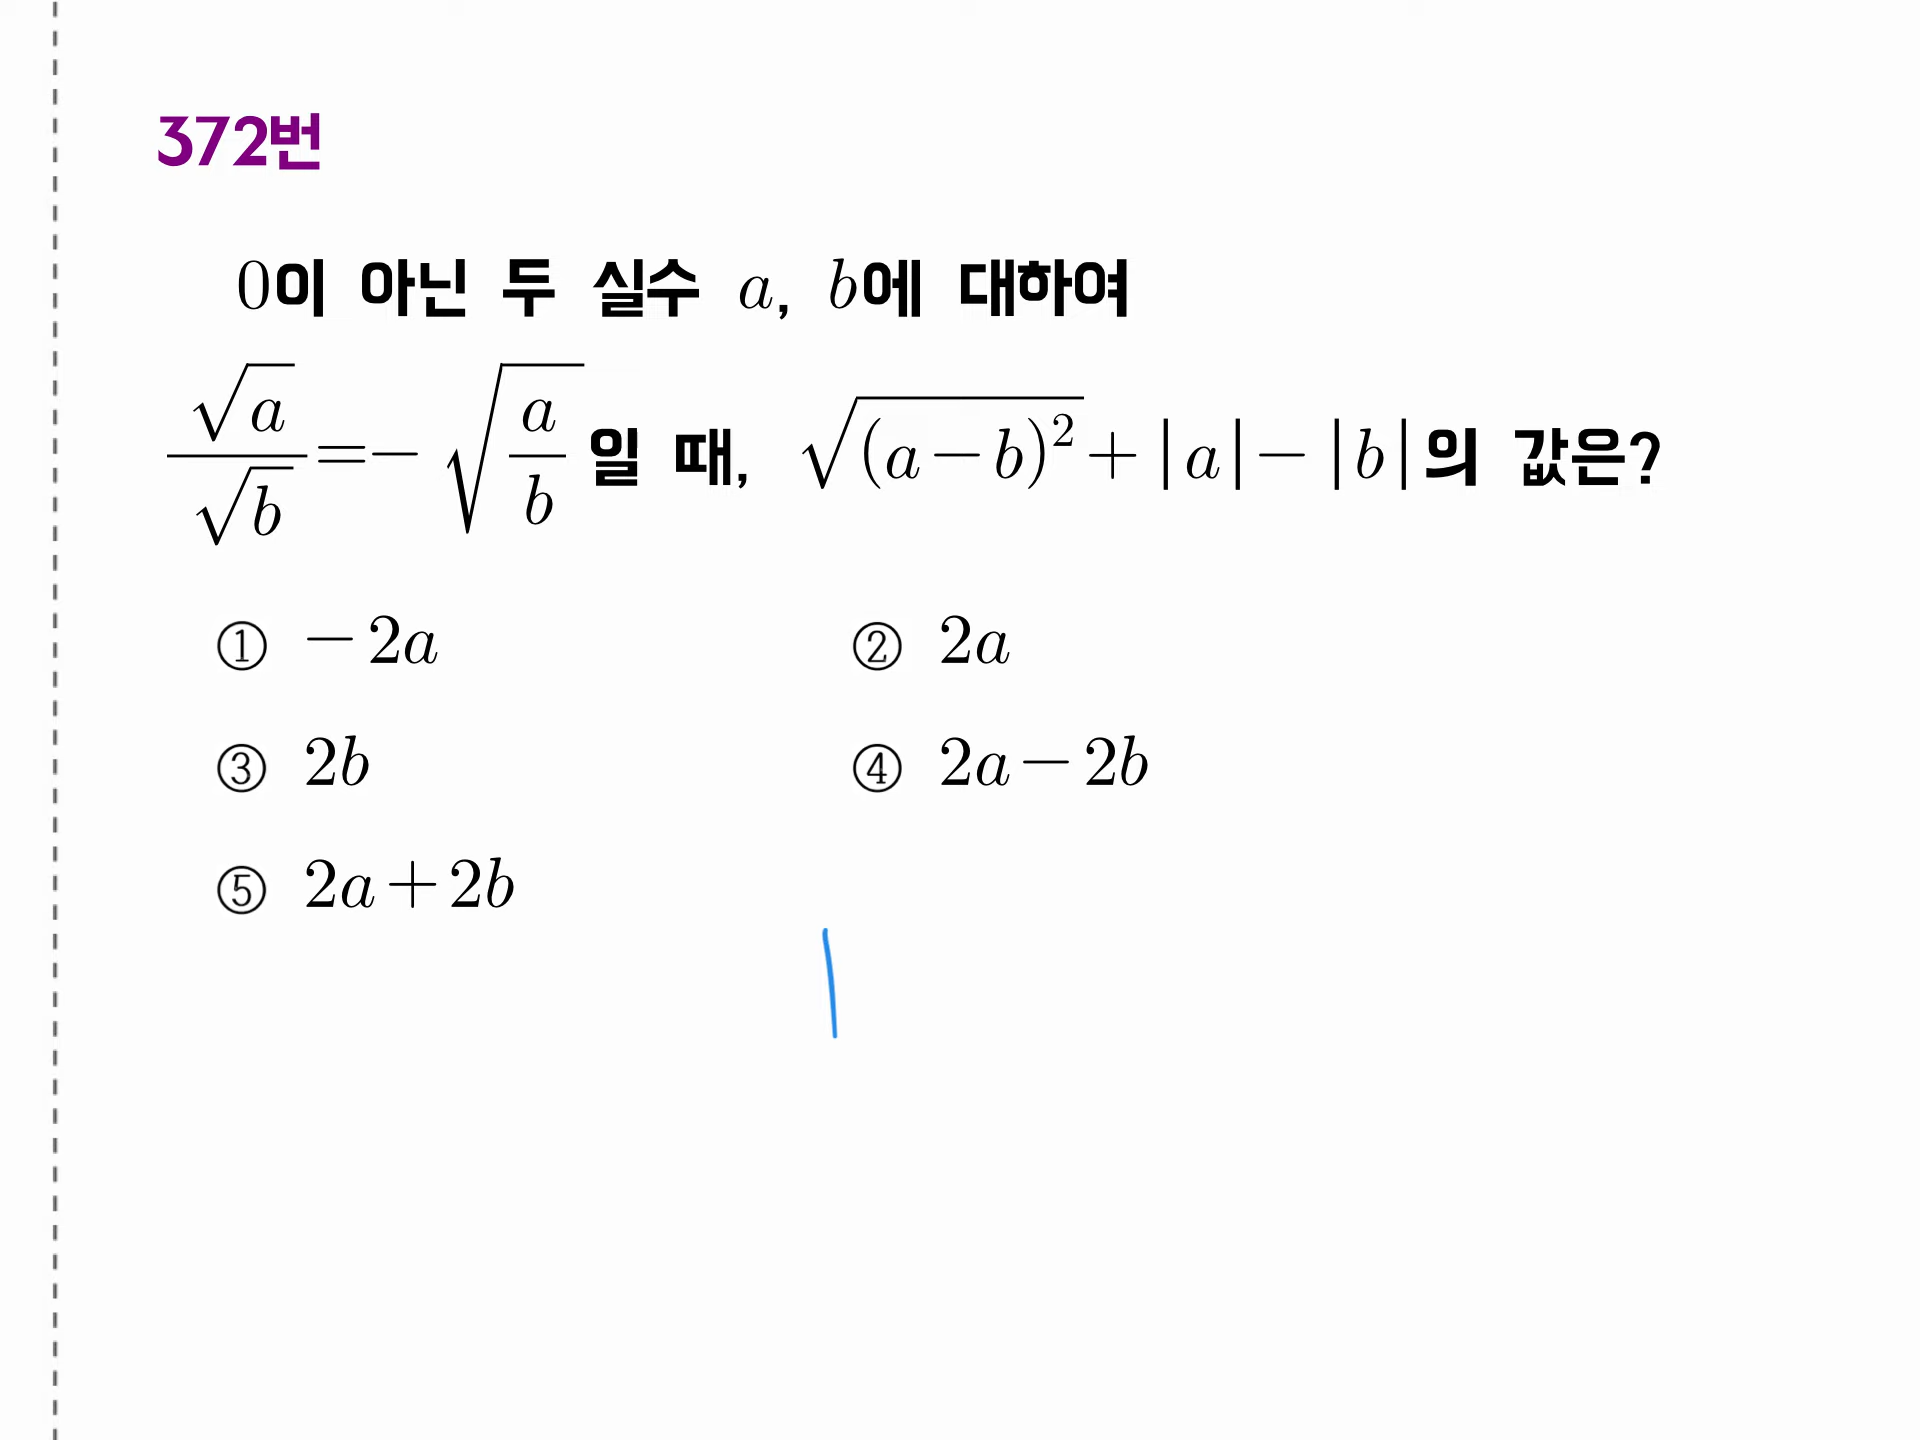 372번
0이 아닌 두 실수 a, b에 대하여
√a/√b = -√(a/b) 일 때, √(a-b)² + |a| - |b|의 값은?
① -2a ② 2a
③ 2b ④ 2a-2b
⑤ 2a+2b